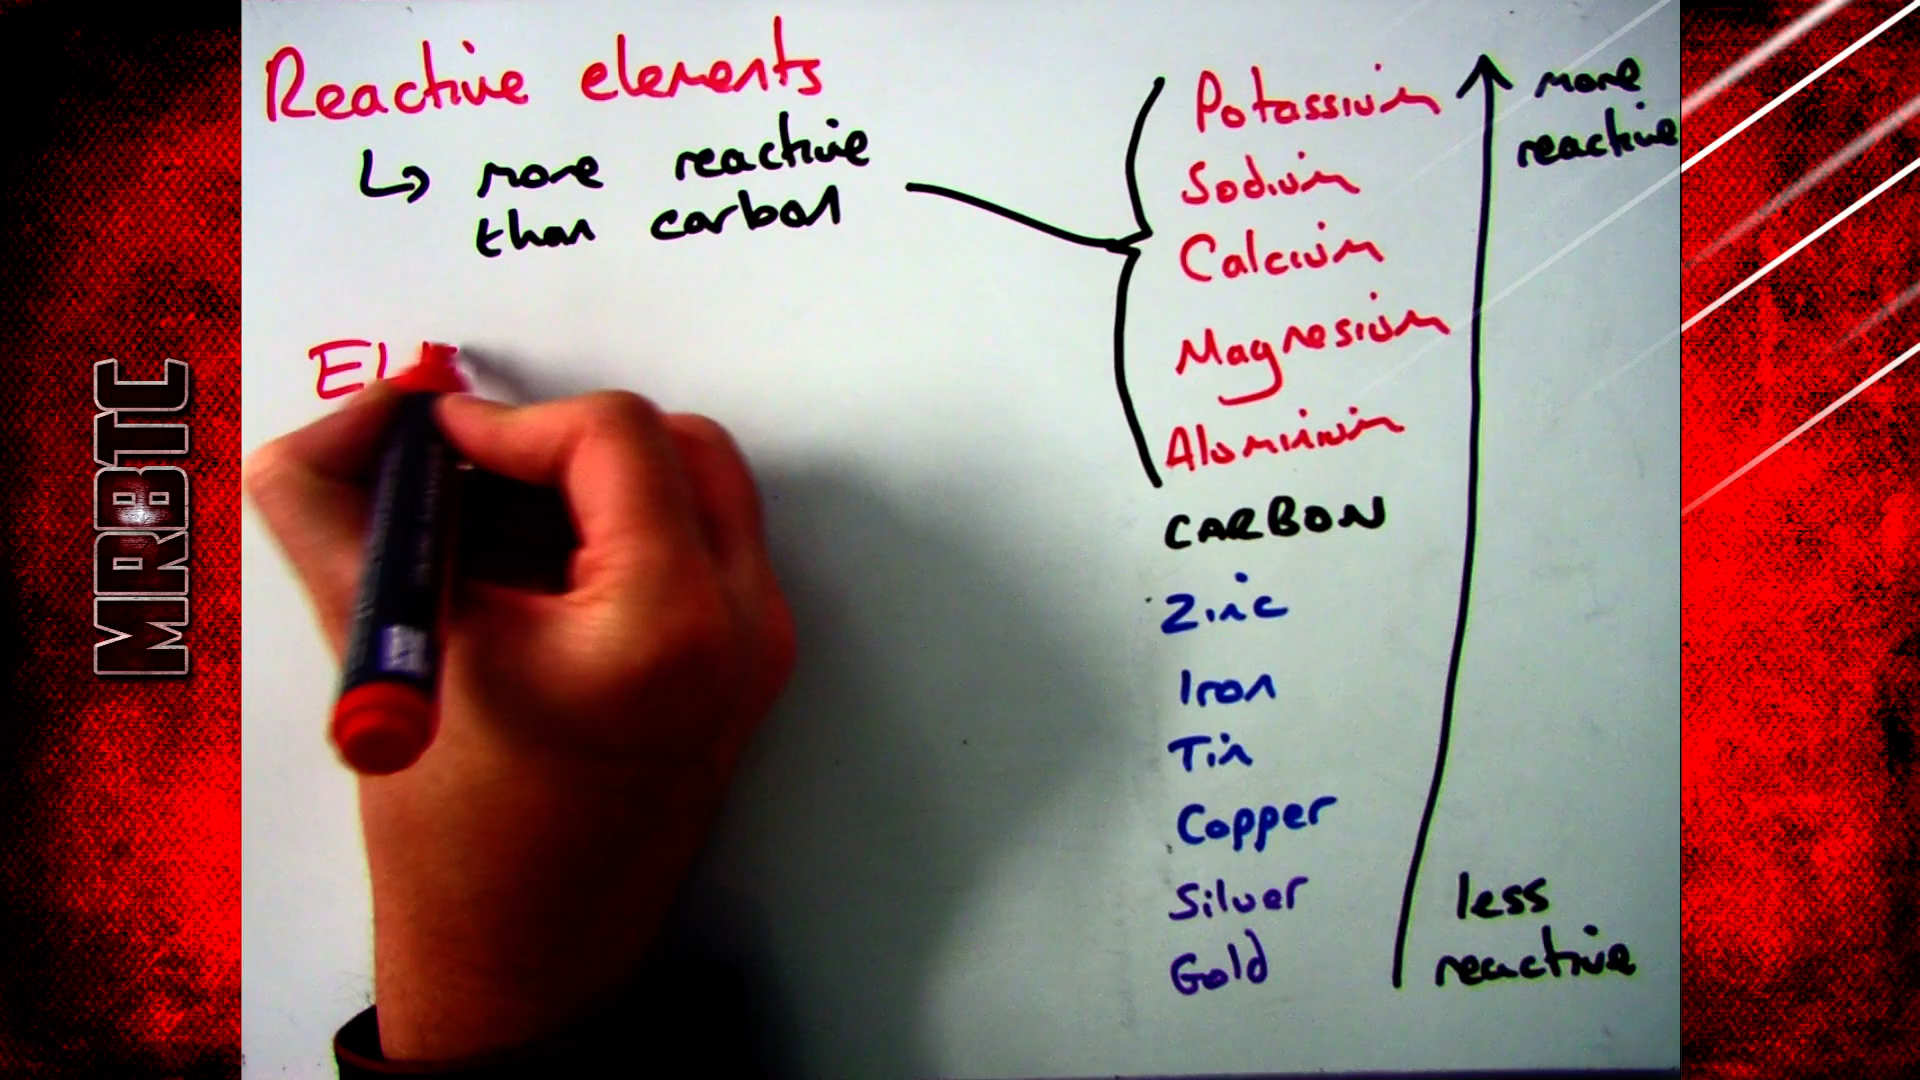 Reactive elements
↳ more reactive
than carbon
Potassium
Sodium
Calcium
Magnesium
Aluminium
CARBON
Zinc
Iron
Tin
Copper
Silver
Gold
more
reactive
less
reactive
MRBTC